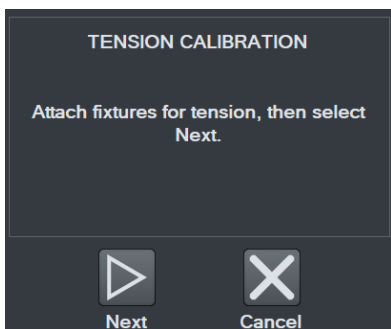 TENSION CALIBRATION
Attach fixtures for tension, then select
Next.
Next
Cancel